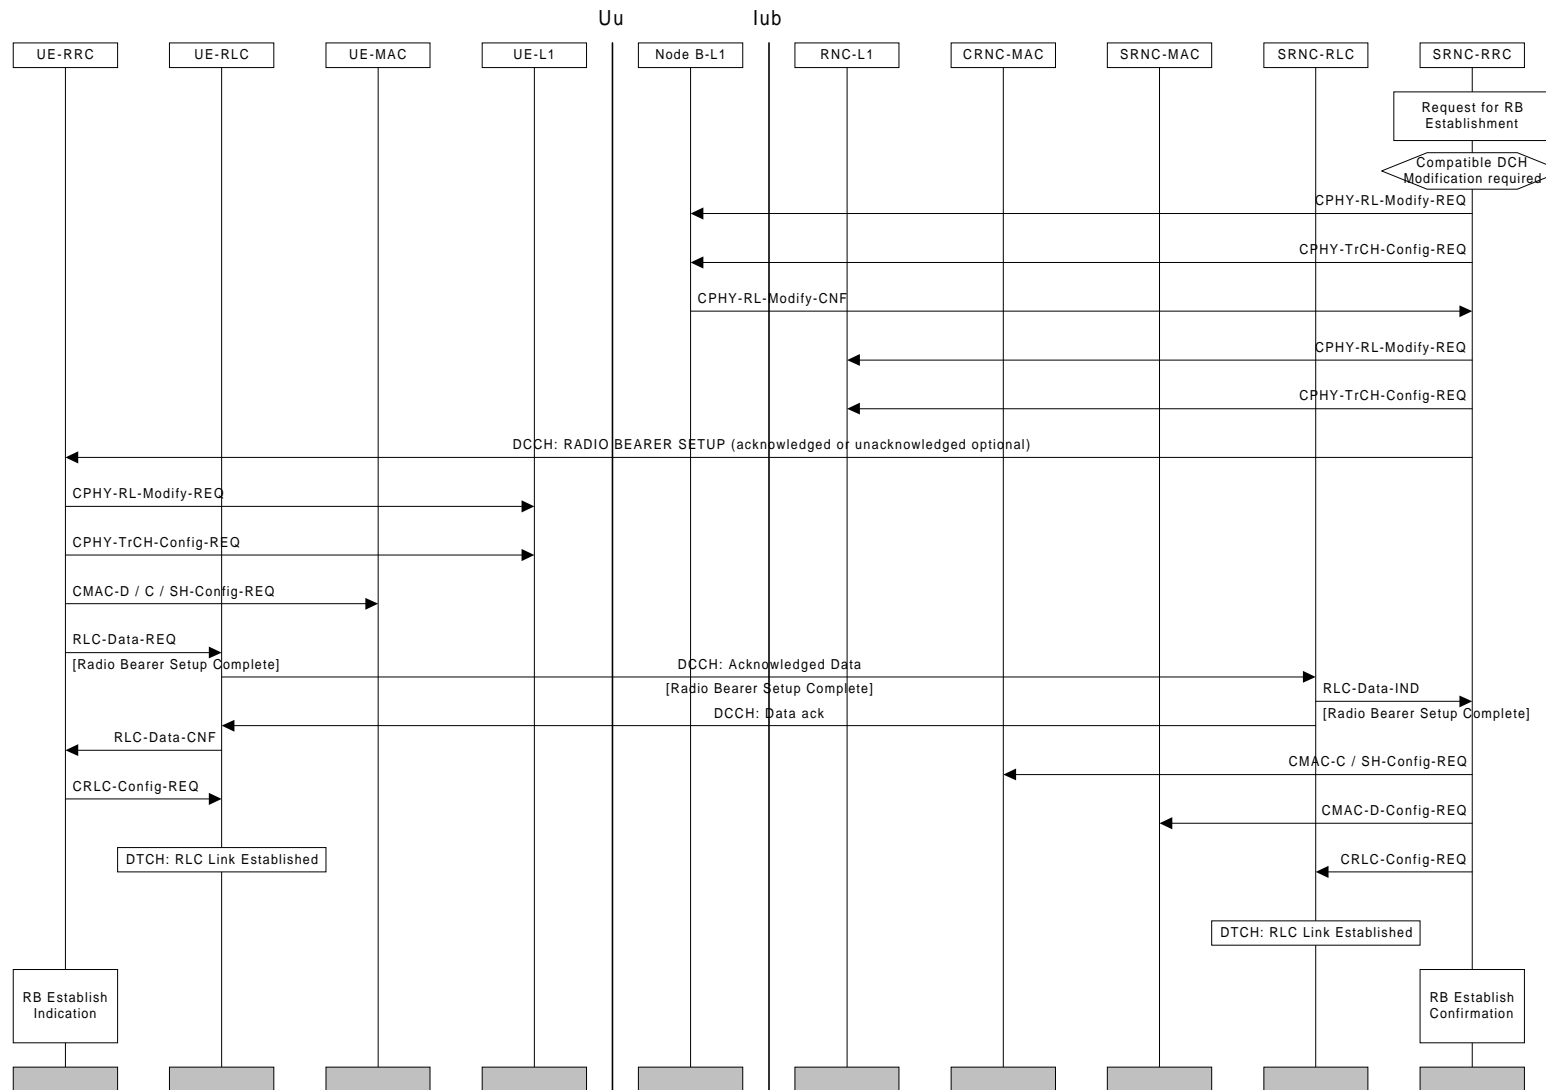 Uu
Iub
UE-RRC
UE-RLC
UE-MAC
UE-L1
Node B-L1
RNC-L1
CRNC-MAC
SRNC-MAC
SRNC-RLC
SRNC-RRC
Request for RB
Establishment
Compatible DCH
Modification required
CPHY-RL-Modify-REQ
CPHY-TrCH-Config-REQ
CPHY-RL-Modify-CNF
CPHY-RL-Modify-REQ
CPHY-TrCH-Config-REQ
DCCH: RADIO BEARER SETUP (acknowledged or unacknowledged optional)
CPHY-RL-Modify-REQ
CPHY-TrCH-Config-REQ
CMAC-D / C / SH-Config-REQ
RLC-Data-REQ
[Radio Bearer Setup Complete]
DCCH: Acknowledged Data
[Radio Bearer Setup Complete]
RLC-Data-IND
[Radio Bearer Setup Complete]
DCCH: Data ack
RLC-Data-CNF
CMAC-C / SH-Config-REQ
CRLC-Config-REQ
CMAC-D-Config-REQ
DTCH: RLC Link Established
CRLC-Config-REQ
DTCH: RLC Link Established
RB Establish
Indication
RB Establish
Confirmation